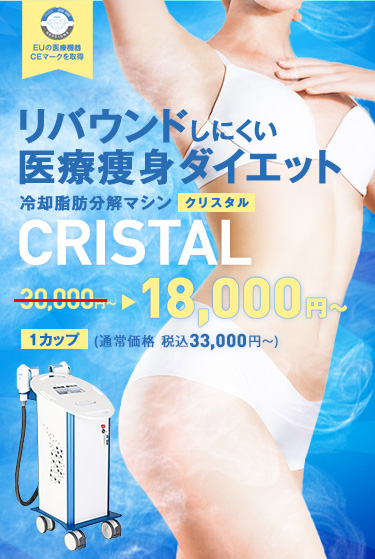 EUの医療機器
CEマークを取得
リバウンドしにくい
医療痩身ダイエット
冷却脂肪分解マシン クリスタル
CRISTAL
30,000円~ ▶ 18,000円~
1カップ (通常価格 税込33,000円~)